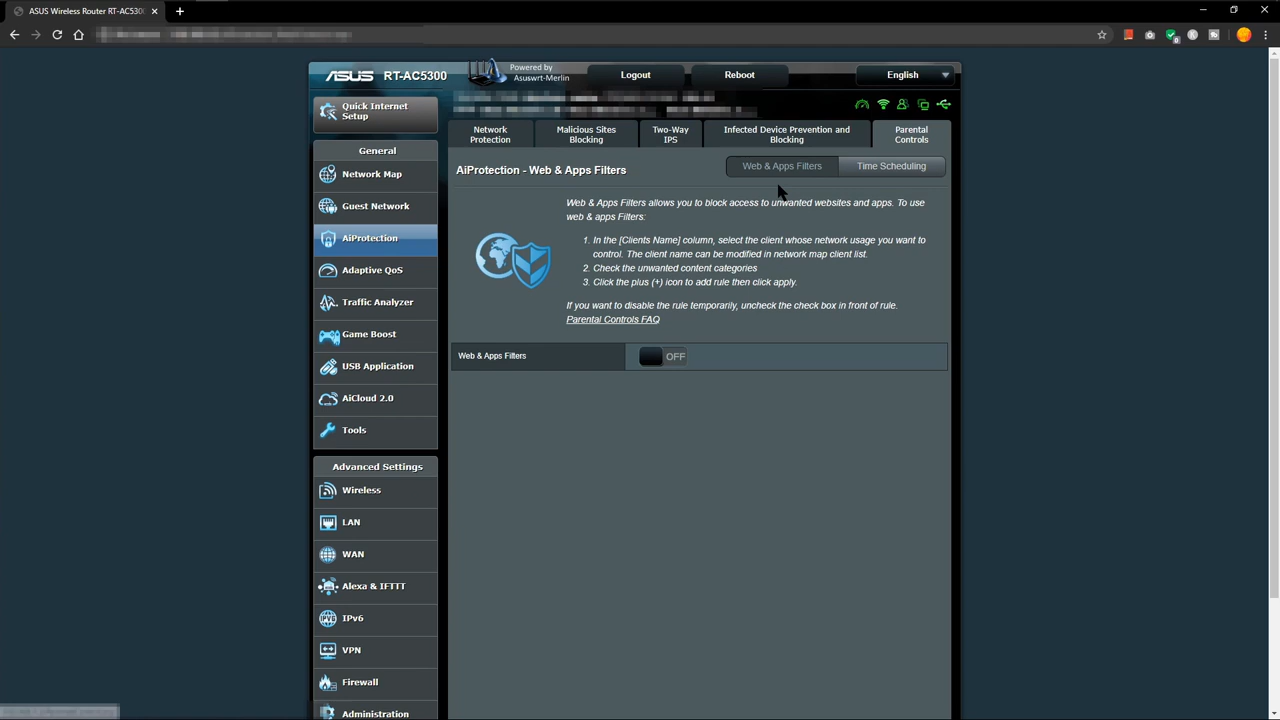 ASUS Wireless Router RT-AC5300
ASUS RT-AC5300
Powered by
Asuswrt-Merlin
Logout
Reboot
English
Quick Internet
Setup
General
Network Map
Guest Network
AiProtection
Adaptive QoS
Traffic Analyzer
Game Boost
USB Application
AiCloud 2.0
Tools
Advanced Settings
Wireless
LAN
WAN
Alexa & IFTTT
IPv6
VPN
Firewall
Administration
Network
Protection
Malicious Sites
Blocking
Two-Way
IPS
Infected Device Prevention and
Blocking
Parental
Controls
AiProtection - Web & Apps Filters
Web & Apps Filters
Time Scheduling
Web & Apps Filters allows you to block access to unwanted websites and apps. To use
web & apps Filters:
1. In the [Clients Name] column, select the client whose network usage you want to
control. The client name can be modified in network map client list.
2. Check the unwanted content categories
3. Click the plus (+) icon to add rule then click apply.
If you want to disable the rule temporarily, uncheck the check box in front of rule.
Parental Controls FAQ
Web & Apps Filters
OFF